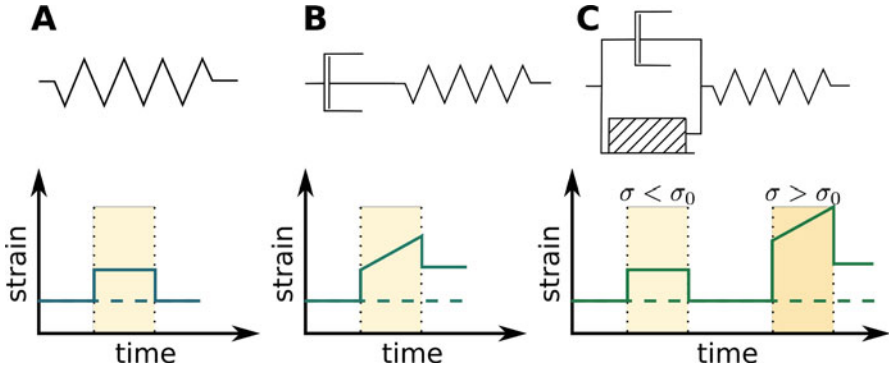 A
B
C
σ < σ₀
σ > σ₀
strain
strain
strain
time
time
time